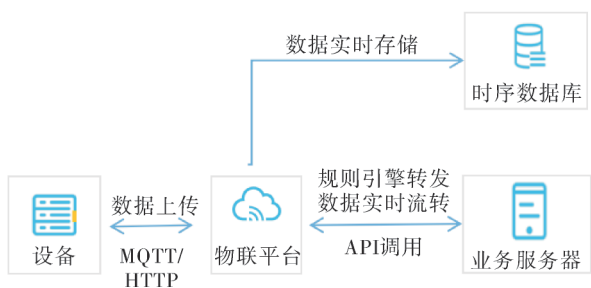 数据实时存储
时序数据库
规则引擎转发
数据实时流转
数据上传
MQTT/
HTTP
API调用
设备
物联平台
业务服务器